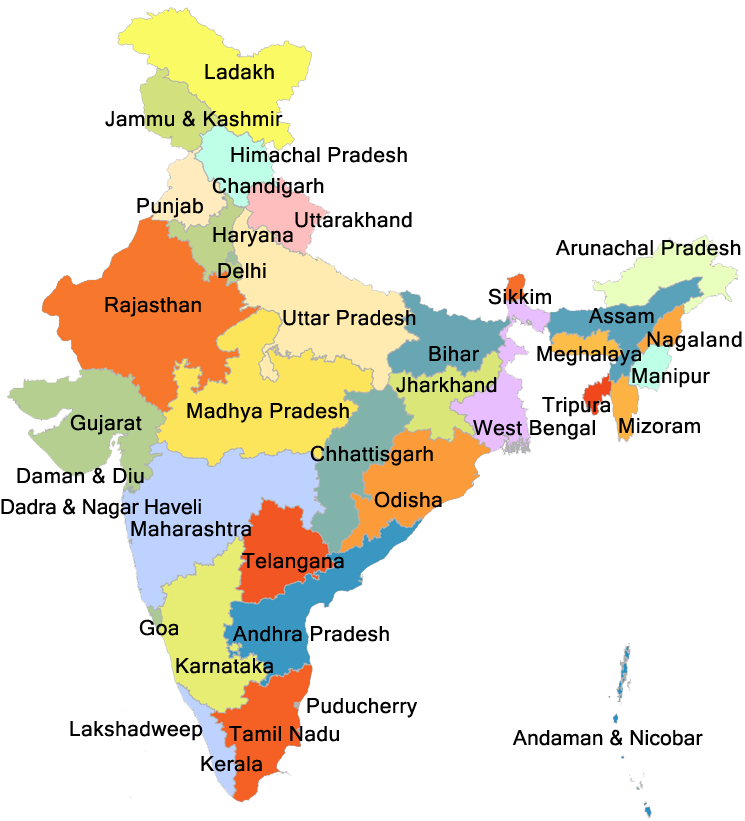 Ladakh
Jammu & Kashmir
Himachal Pradesh
Chandigarh
Punjab
Uttarakhand
Haryana
Arunachal Pradesh
Delhi
Sikkim
Rajasthan
Uttar Pradesh
Assam
Nagaland
Bihar
Meghalaya
Manipur
Jharkhand
Tripura
Madhya Pradesh
Gujarat
West Bengal
Mizoram
Chhattisgarh
Daman & Diu
Odisha
Dadra & Nagar Haveli
Maharashtra
Telangana
Goa
Andhra Pradesh
Karnataka
Puducherry
Lakshadweep
Tamil Nadu
Andaman & Nicobar
Kerala